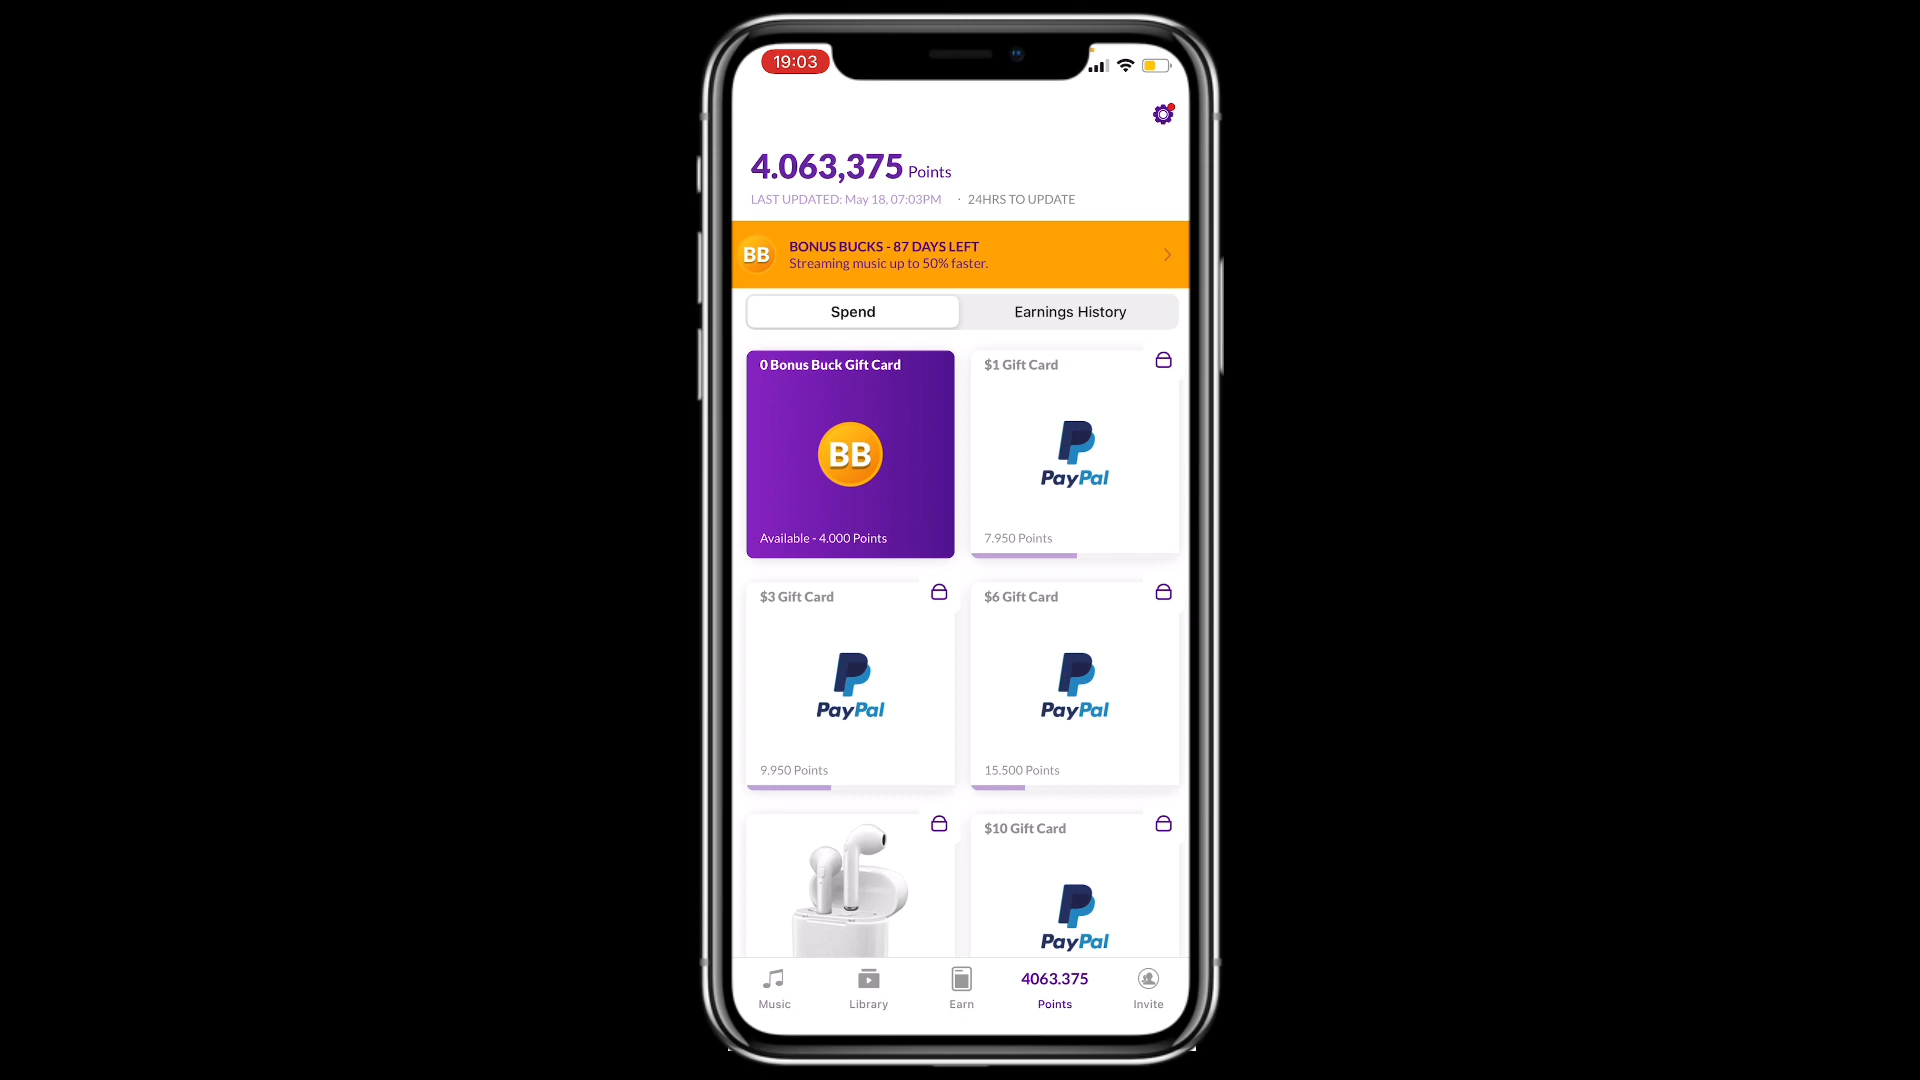 19:03
4.063,375 Points
LAST UPDATED: May 18, 07:03PM · 24HRS TO UPDATE
BB
BONUS BUCKS - 87 DAYS LEFT
Streaming music up to 50% faster.
Spend
Earnings History
0 Bonus Buck Gift Card
BB
Available - 4.000 Points
$1 Gift Card
PayPal
7.950 Points
$3 Gift Card
PayPal
9.950 Points
$6 Gift Card
PayPal
15.500 Points
$10 Gift Card
PayPal
Music
Library
Earn
4063.375
Points
Invite